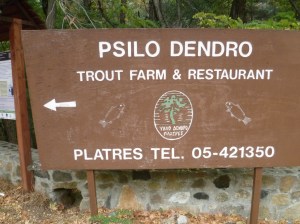 PSILO DENDRO
TROUT FARM & RESTAURANT
PLATRES TEL. 05-421350